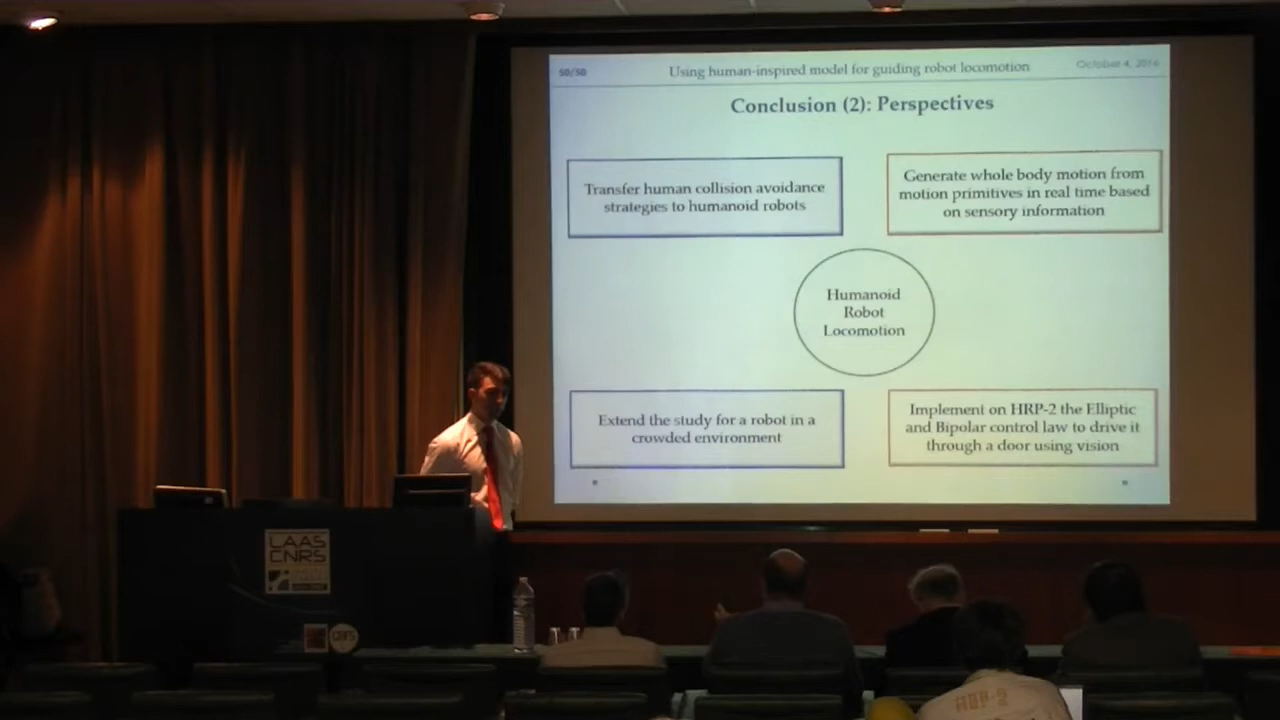 50/50
Using human-inspired model for guiding robot locomotion
October 4, 2016
Conclusion (2): Perspectives
Transfer human collision avoidance
strategies to humanoid robots
Generate whole body motion from
motion primitives in real time based
on sensory information
Humanoid
Robot
Locomotion
Extend the study for a robot in a
crowded environment
Implement on HRP-2 the Elliptic
and Bipolar control law to drive it
through a door using vision
LAAS
CNRS
CNRS
HRP-2